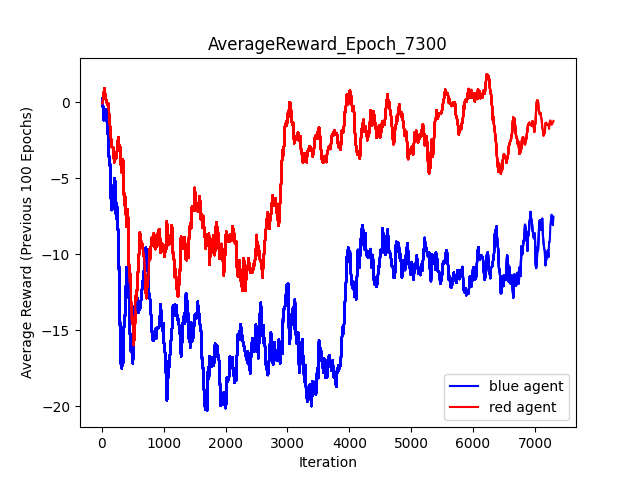 AverageReward_Epoch_7300
Average Reward (Previous 100 Epochs)
0
−5
−10
−15
−20
0 1000 2000 3000 4000 5000 6000 7000
Iteration
blue agent
red agent